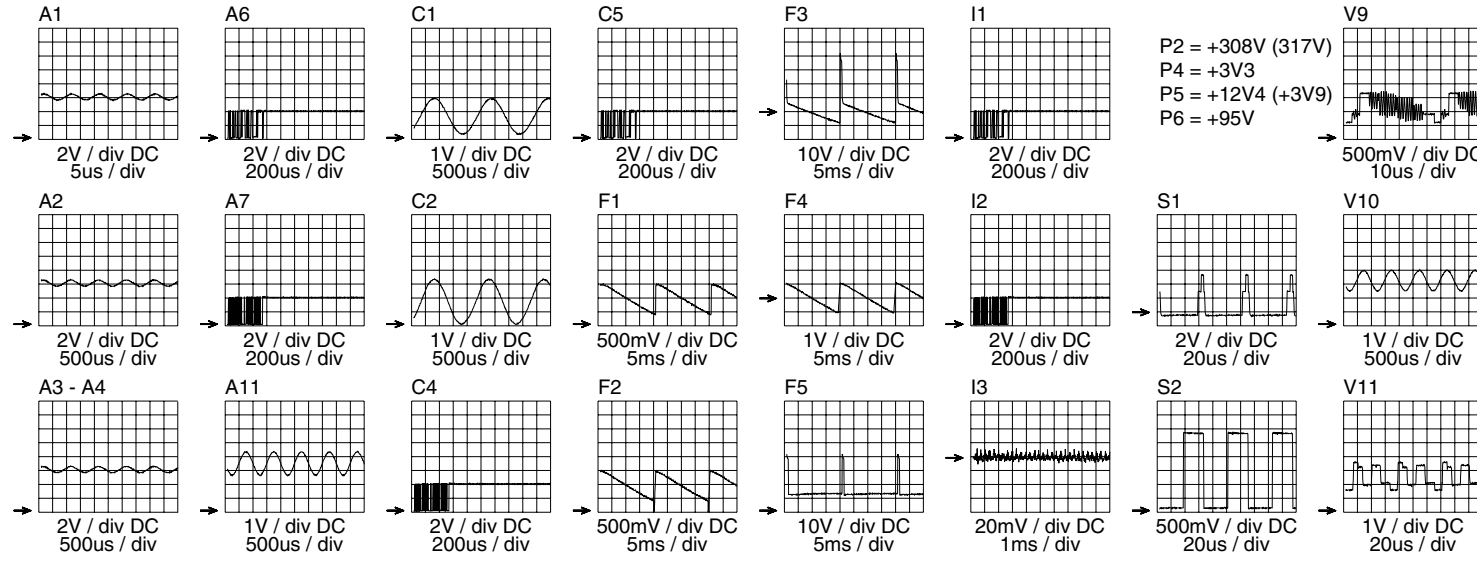 A1
2V / div DC
5us / div
A6
2V / div DC
200us / div
C1
1V / div DC
500us / div
C5
2V / div DC
200us / div
F3
10V / div DC
5ms / div
I1
2V / div DC
200us / div
P2 = +308V (317V)
P4 = +3V3
P5 = +12V4 (+3V9)
P6 = +95V
V9
500mV / div DC
10us / div
A2
2V / div DC
500us / div
A7
2V / div DC
200us / div
C2
1V / div DC
500us / div
F1
500mV / div DC
5ms / div
F4
1V / div DC
5ms / div
I2
2V / div DC
200us / div
S1
2V / div DC
20us / div
V10
1V / div DC
500us / div
A3 - A4
2V / div DC
500us / div
A11
1V / div DC
500us / div
C4
2V / div DC
200us / div
F2
500mV / div DC
5ms / div
F5
10V / div DC
5ms / div
I3
20mV / div DC
1ms / div
S2
500mV / div DC
20us / div
V11
1V / div DC
20us / div